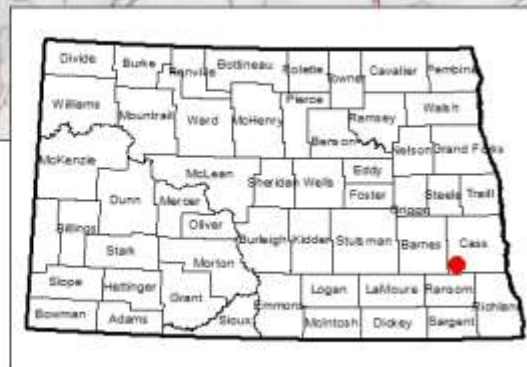 Divide Burke Renville Bottineau Rolette Towner Cavalier Pembina
Williams Mountrail Ward McHenry Pierce Ramsey Walsh
Benson Nelson Grand Forks
McKenzie McLean Sheridan Wells Eddy
Foster Griggs Steele Traill
Dunn Mercer Oliver
Billings Stark Morton Burleigh Kidder Stutsman Barnes Cass
Slope Hettinger Grant Emmons Logan LaMoure Ransom Richland
Bowman Adams Sioux McIntosh Dickey Sargent